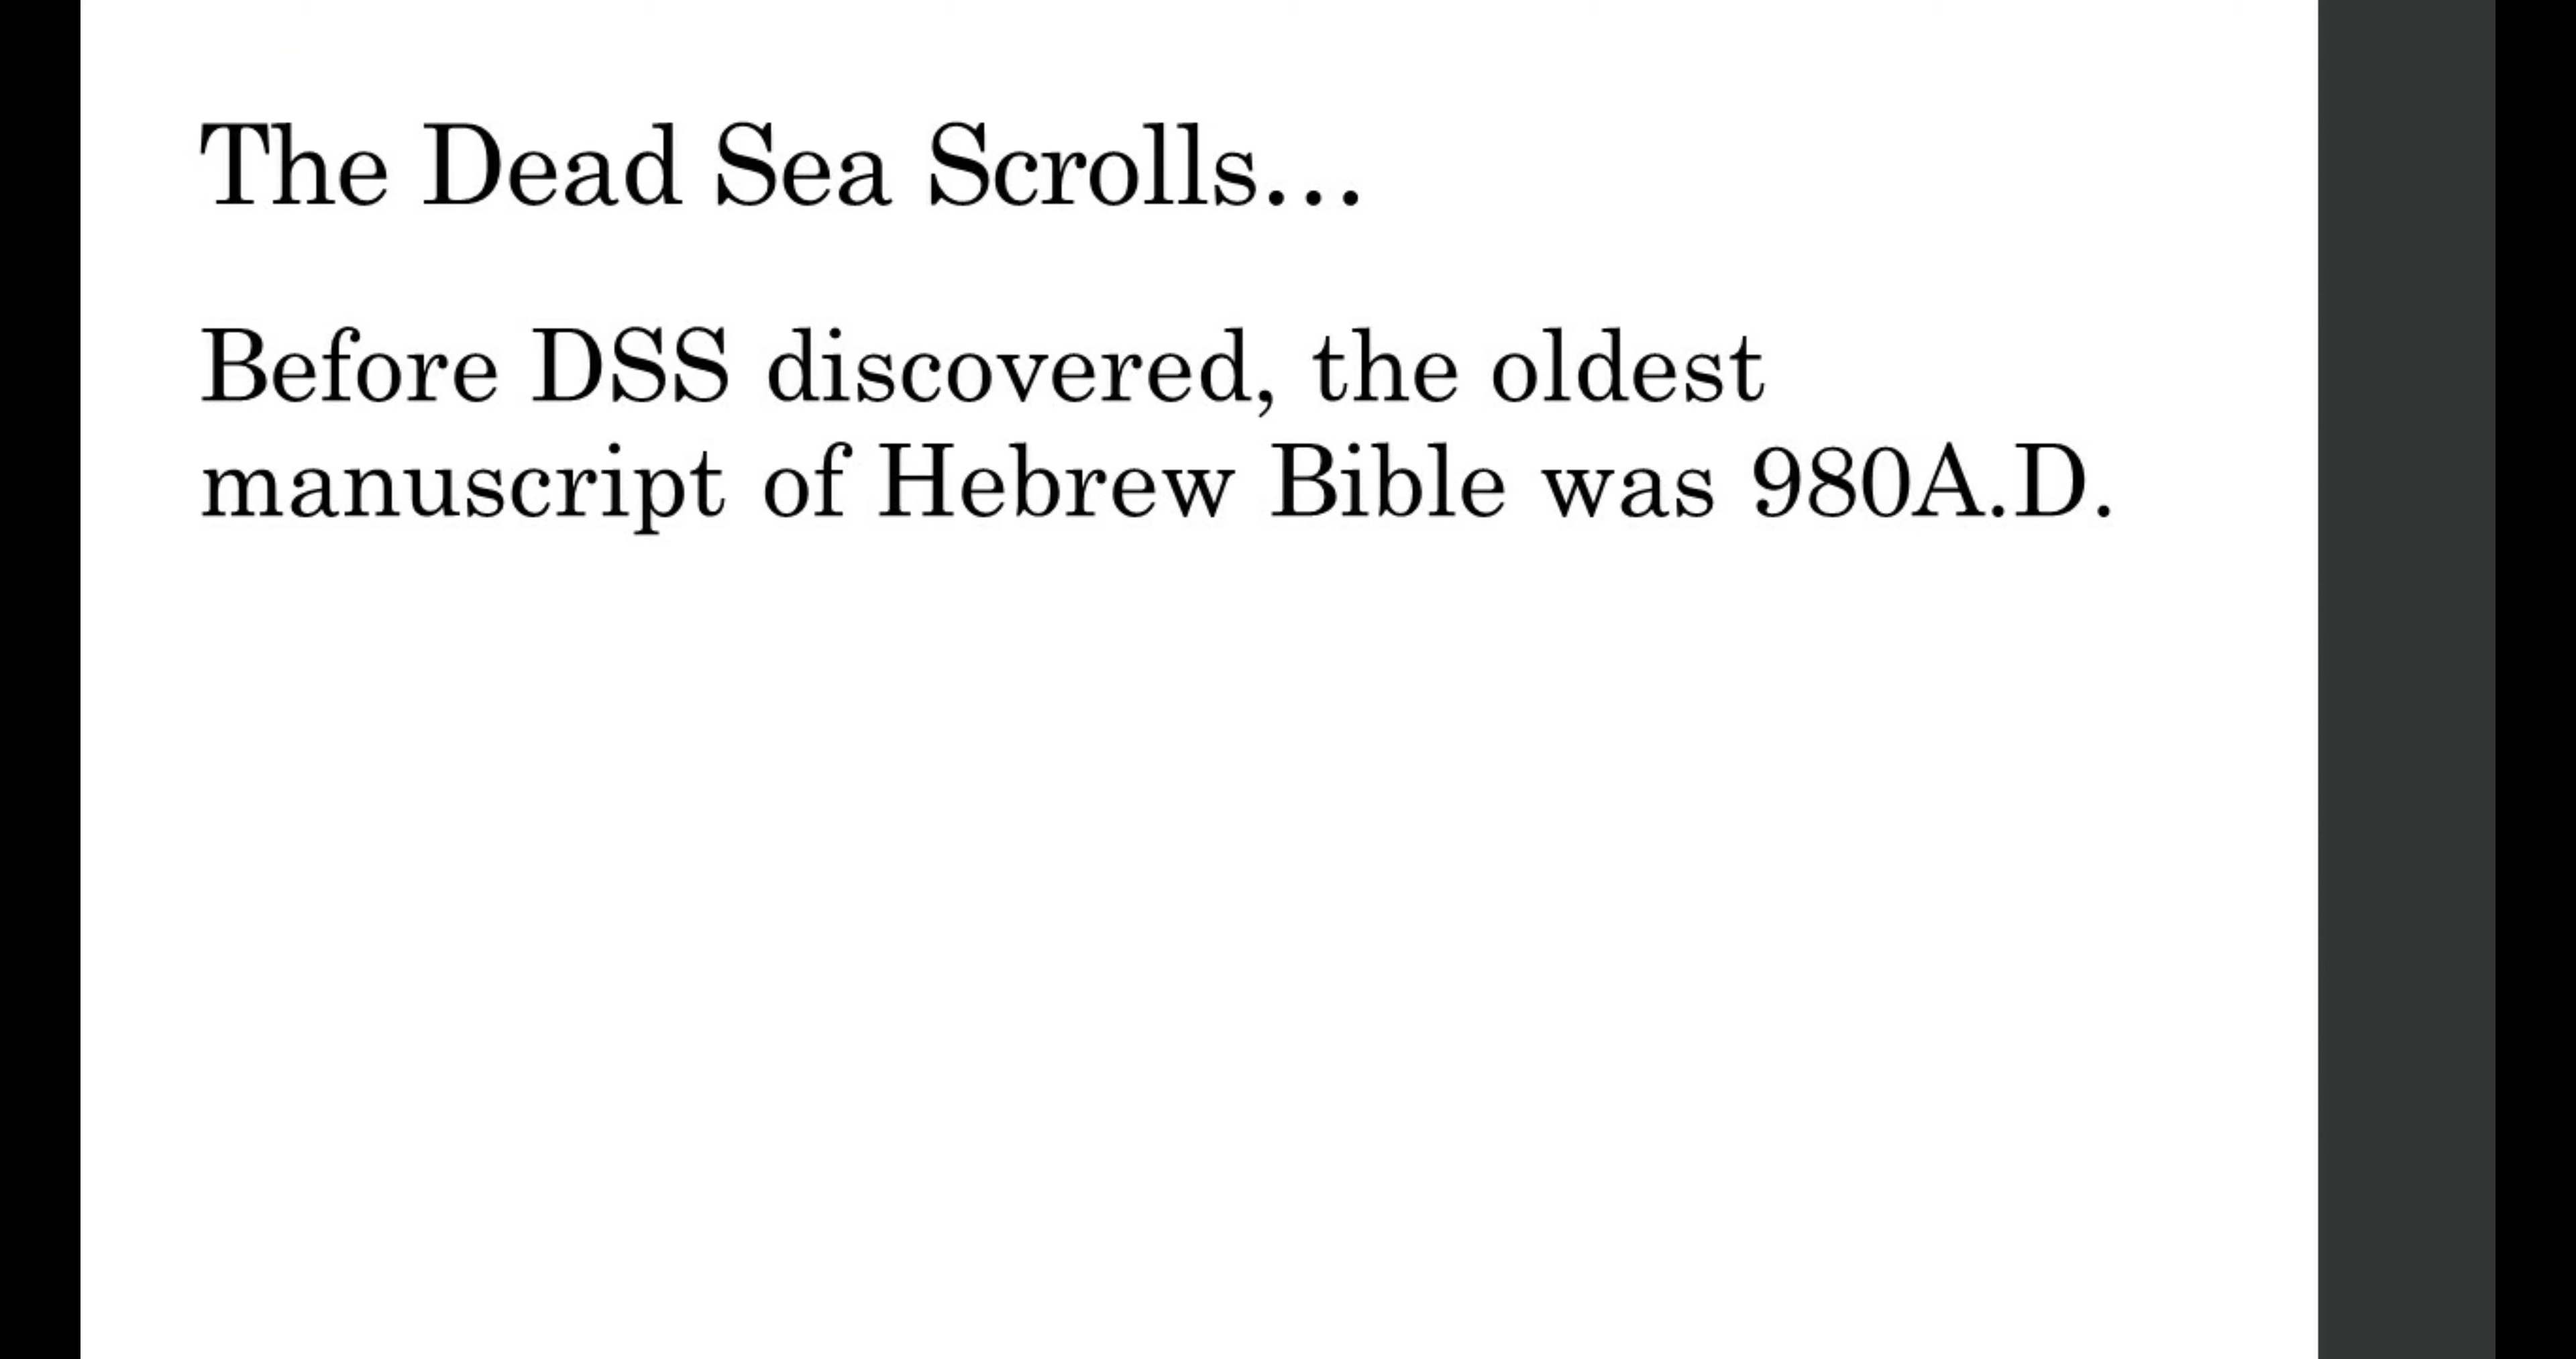 The Dead Sea Scrolls…
Before DSS discovered, the oldest
manuscript of Hebrew Bible was 980A.D.